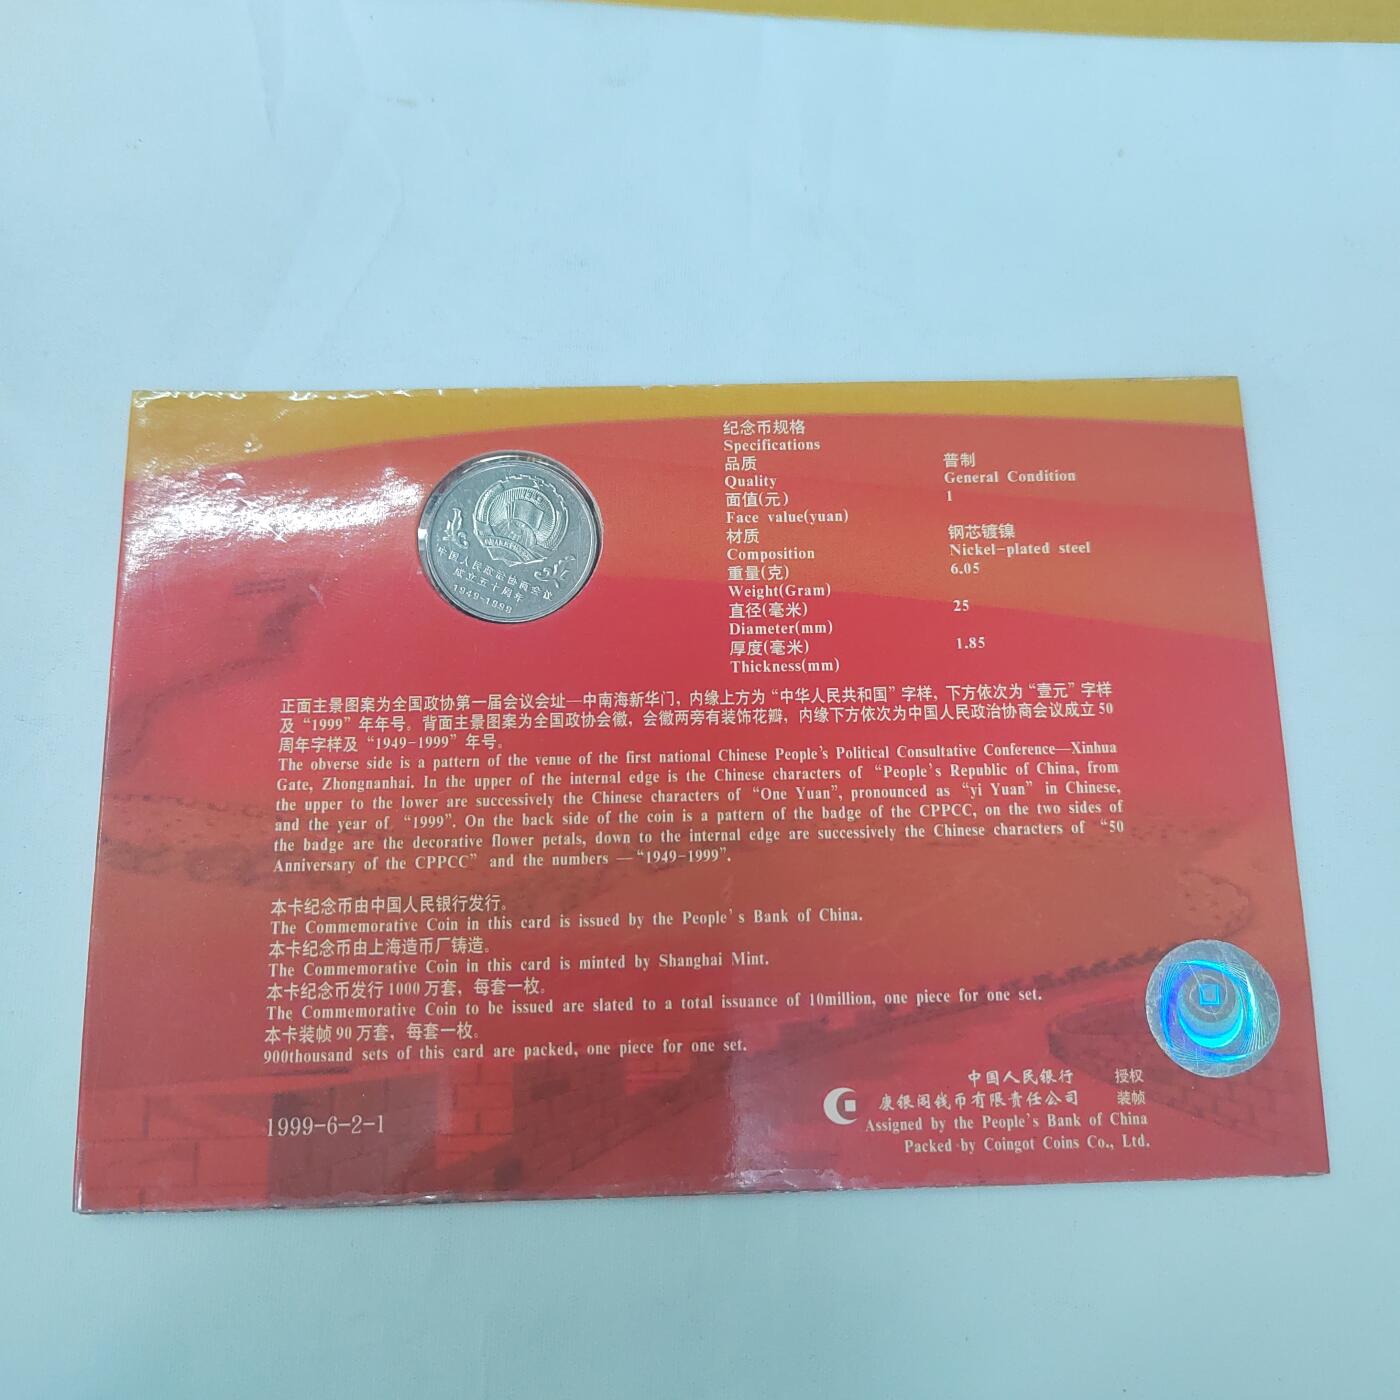 纪念币规格
Specifications
品质 普制
Quality General Condition
面值(元) 1
Face value(yuan)
材质 钢芯镀镍
Composition Nickel-plated steel
重量(克) 6.05
Weight(Gram)
直径(毫米) 25
Diameter(mm)
厚度(毫米) 1.85
Thickness(mm)
中国人民政治协商会议
成立五十周年
1949-1999
正面主景图案为全国政协第一届会议会址—中南海新华门，内缘上方为“中华人民共和国”字样，下方依次为“壹元”字样
及“1999”年年号。背面主景图案为全国政协会徽，会徽两旁有装饰花瓣，内缘下方依次为中国人民政治协商会议成立50
周年字样及“1949-1999”年号。
The obverse side is a pattern of the venue of the first national Chinese People's Political Consultative Conference—Xinhua
Gate, Zhongnanhai. In the upper of the internal edge is the Chinese characters of “People's Republic of China, from
the upper to the lower are successively the Chinese characters of “One Yuan”, pronounced as “yi Yuan” in Chinese,
and the year of “1999”. On the back side of the coin is a pattern of the badge of the CPPCC, on the two sides of
the badge are the decorative flower petals, down to the internal edge are successively the Chinese characters of “50
Anniversary of the CPPCC” and the numbers —“1949-1999”.
本卡纪念币由中国人民银行发行。
The Commemorative Coin in this card is issued by the People's Bank of China.
本卡纪念币由上海造币厂铸造。
The Commemorative Coin in this card is minted by Shanghai Mint.
本卡纪念币发行1000万套，每套一枚。
The Commemorative Coin to be issued are slated to a total issuance of 10million, one piece for one set.
本卡装帧90万套，每套一枚。
900thousand sets of this card are packed, one piece for one set.
1999-6-2-1
中国人民银行 授权
康银阁钱币有限责任公司 装帧
Assigned by the People's Bank of China
Packed by Coingot Coins Co., Ltd.